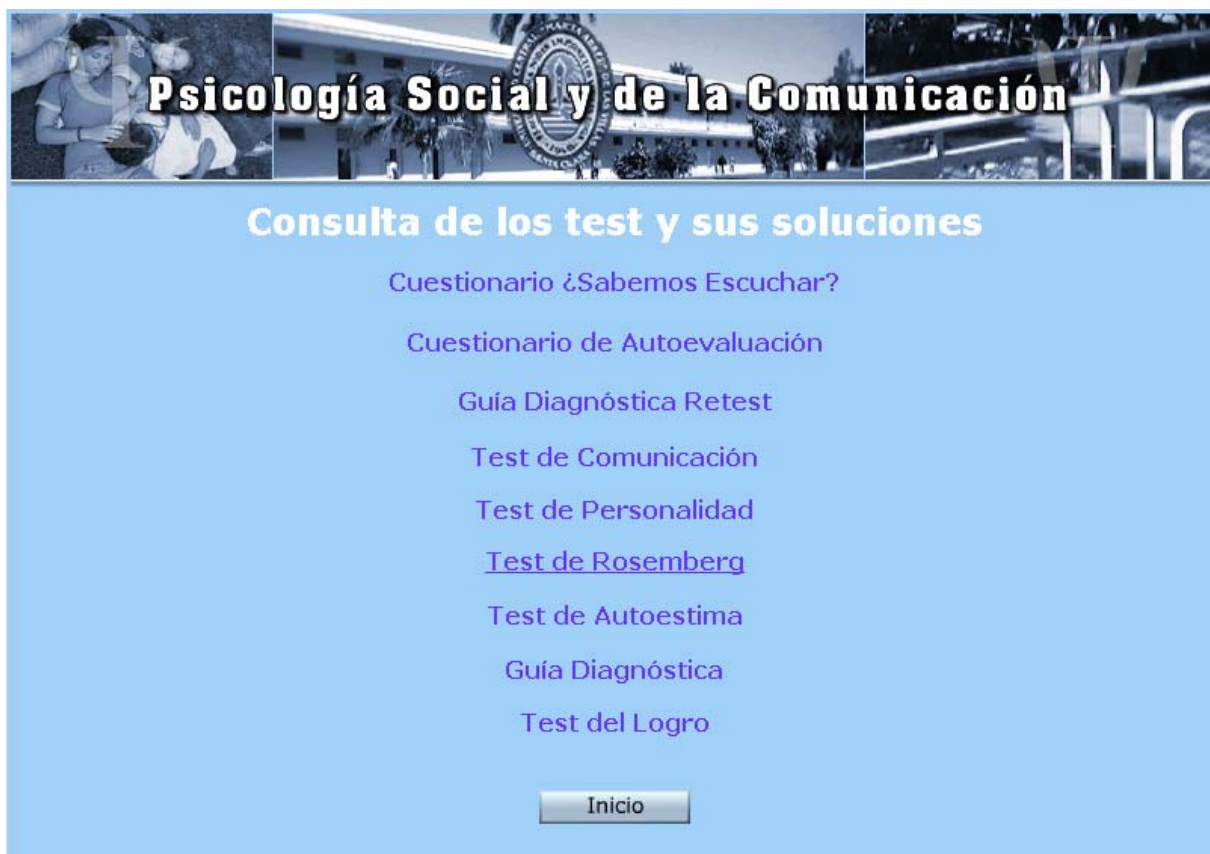 Psicología Social y de la Comunicación
Consulta de los test y sus soluciones
Cuestionario ¿Sabemos Escuchar?
Cuestionario de Autoevaluación
Guía Diagnóstica Retest
Test de Comunicación
Test de Personalidad
Test de Rosemberg
Test de Autoestima
Guía Diagnóstica
Test del Logro
Inicio